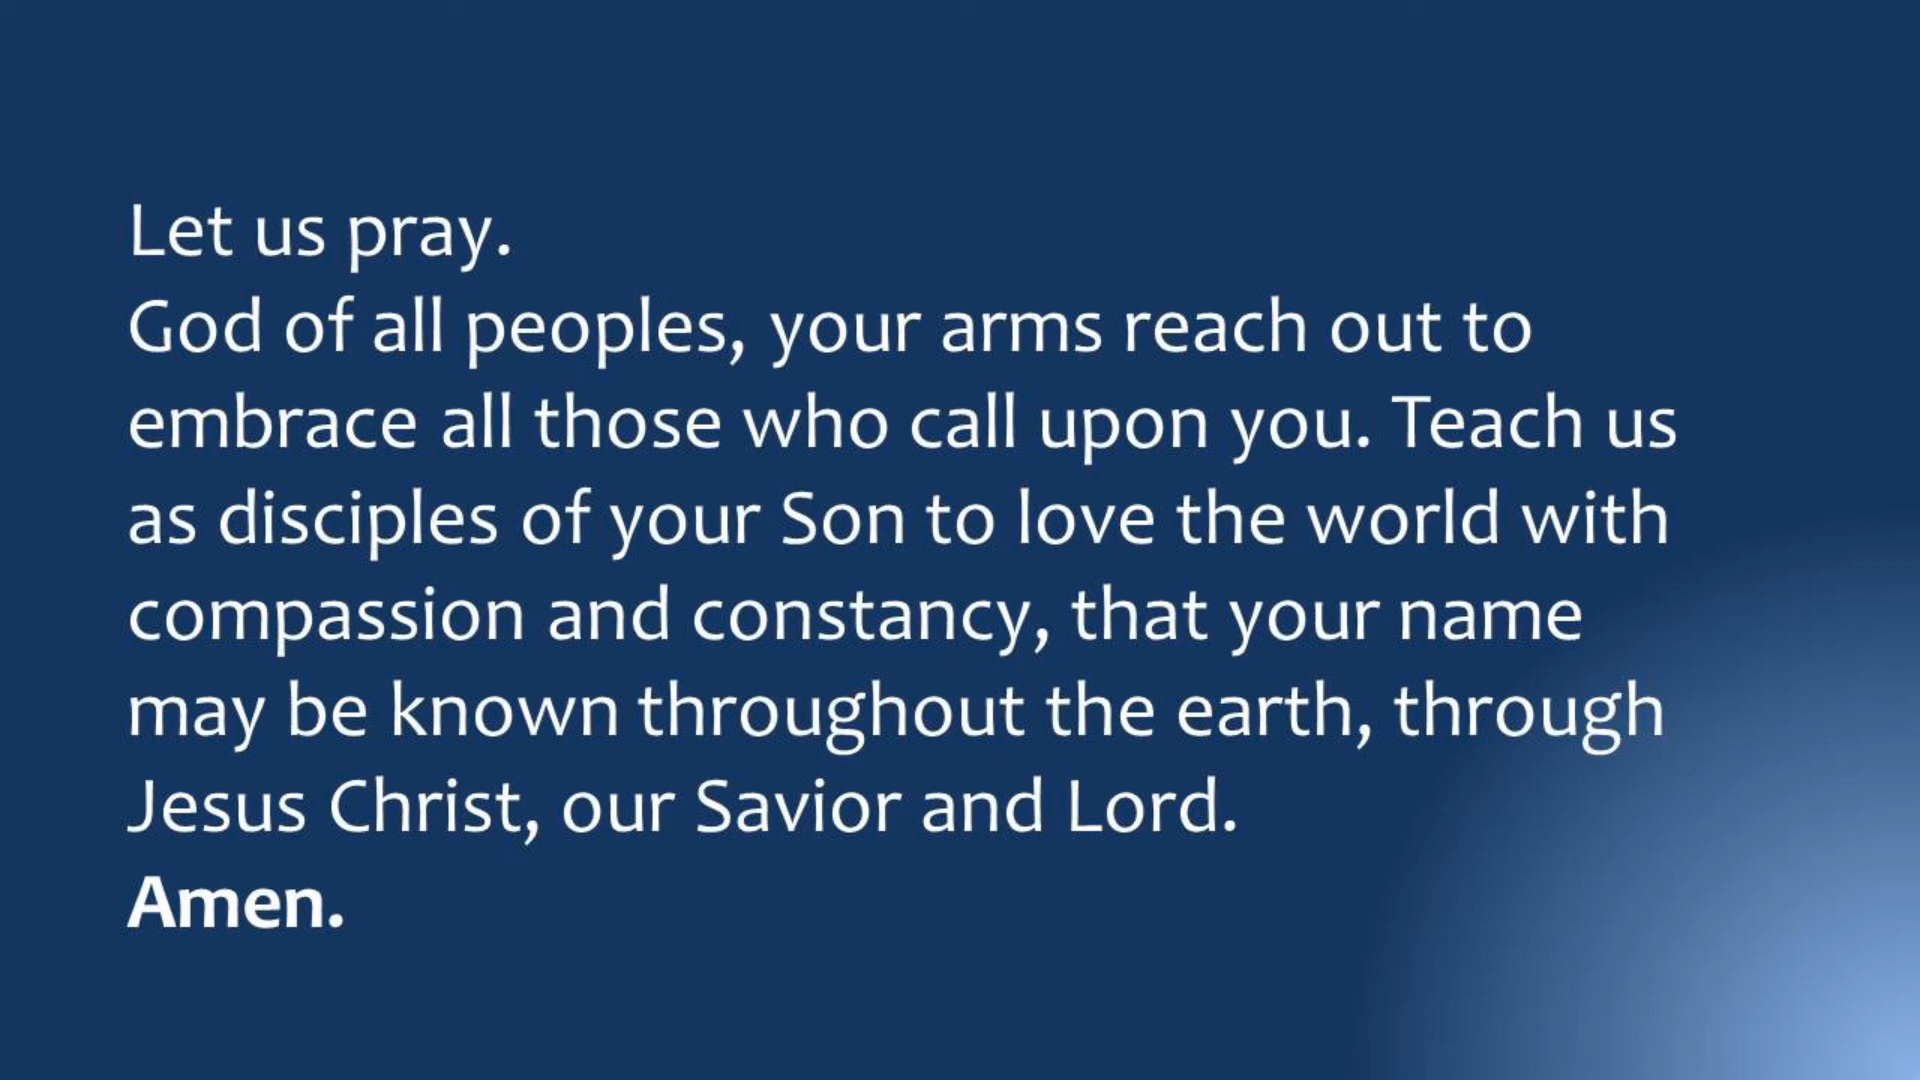 Let us pray.
God of all peoples, your arms reach out to
embrace all those who call upon you. Teach us
as disciples of your Son to love the world with
compassion and constancy, that your name
may be known throughout the earth, through
Jesus Christ, our Savior and Lord.
Amen.